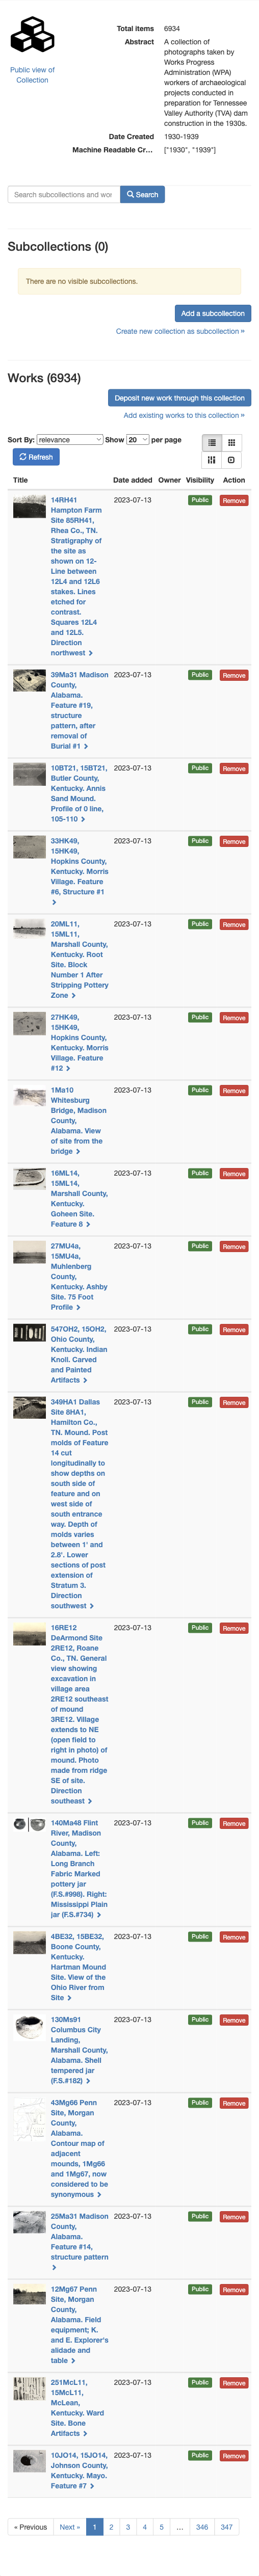 Public view of
Collection
Total items 6934
Abstract A collection of
photographs taken by
Works Progress
Administration (WPA)
workers of archaeological
projects conducted in
preparation for Tennessee
Valley Authority (TVA) dam
construction in the 1930s.
Date Created 1930-1939
Machine Readable Cr... ["1930", "1939"]
Search subcollections and wor
Search
Subcollections (0)
There are no visible subcollections.
Add a subcollection
Create new collection as subcollection »
Works (6934)
Deposit new work through this collection
Add existing works to this collection »
Sort By: relevance Show 20 per page
Refresh
Title Date added Owner Visibility Action
14RH41 2023-07-13 Public Remove
Hampton Farm
Site 85RH41,
Rhea Co., TN.
Stratigraphy of
the site as
shown on 12-
Line between
12L4 and 12L6
stakes. Lines
etched for
contrast.
Squares 12L4
and 12L5.
Direction
northwest
39Ma31 Madison 2023-07-13 Public Remove
County,
Alabama.
Feature #19,
structure
pattern, after
removal of
Burial #1
10BT21, 15BT21, 2023-07-13 Public Remove
Butler County,
Kentucky. Annis
Sand Mound.
Profile of 0 line,
105-110
33HK49, 2023-07-13 Public Remove
15HK49,
Hopkins County,
Kentucky. Morris
Village. Feature
#6, Structure #1
20ML11, 2023-07-13 Public Remove
15ML11,
Marshall County,
Kentucky. Root
Site. Block
Number 1 After
Stripping Pottery
Zone
27HK49, 2023-07-13 Public Remove
15HK49,
Hopkins County,
Kentucky. Morris
Village. Feature
#12
1Ma10 2023-07-13 Public Remove
Whitesburg
Bridge, Madison
County,
Alabama. View
of site from the
bridge
16ML14, 2023-07-13 Public Remove
15ML14,
Marshall County,
Kentucky.
Goheen Site.
Feature 8
27MU4a, 2023-07-13 Public Remove
15MU4a,
Muhlenberg
County,
Kentucky. Ashby
Site. 75 Foot
Profile
547OH2, 15OH2, 2023-07-13 Public Remove
Ohio County,
Kentucky. Indian
Knoll. Carved
and Painted
Artifacts
349HA1 Dallas 2023-07-13 Public Remove
Site 8HA1,
Hamilton Co.,
TN. Mound. Post
molds of Feature
14 cut
longitudinally to
show depths on
south side of
feature and on
west side of
south entrance
way. Depth of
molds varies
between 1' and
2.8'. Lower
sections of post
extension of
Stratum 3.
Direction
southwest
16RE12 2023-07-13 Public Remove
DeArmond Site
2RE12, Roane
Co., TN. General
view showing
excavation in
village area
2RE12 southeast
of mound
3RE12. Village
extends to NE
(open field to
right in photo) of
mound. Photo
made from ridge
SE of site.
Direction
southeast
140Ma48 Flint 2023-07-13 Public Remove
River, Madison
County,
Alabama. Left:
Long Branch
Fabric Marked
pottery jar
(F.S.#998). Right:
Mississippi Plain
jar (F.S.#734)
4BE32, 15BE32, 2023-07-13 Public Remove
Boone County,
Kentucky.
Hartman Mound
Site. View of the
Ohio River from
Site
130Ms91 2023-07-13 Public Remove
Columbus City
Landing,
Marshall County,
Alabama. Shell
tempered jar
(F.S.#182)
43Mg66 Penn 2023-07-13 Public Remove
Site, Morgan
County,
Alabama.
Contour map of
adjacent
mounds, 1Mg66
and 1Mg67, now
considered to be
synonymous
25Ma31 Madison 2023-07-13 Public Remove
County,
Alabama.
Feature #14,
structure pattern
12Mg67 Penn 2023-07-13 Public Remove
Site, Morgan
County,
Alabama. Field
equipment; K.
and E. Explorer's
alidade and
table
251McL11, 2023-07-13 Public Remove
15McL11,
McLean,
Kentucky. Ward
Site. Bone
Artifacts
10JO14, 15JO14, 2023-07-13 Public Remove
Johnson County,
Kentucky. Mayo.
Feature #7
« Previous Next » 1 2 3 4 5 ... 346 347